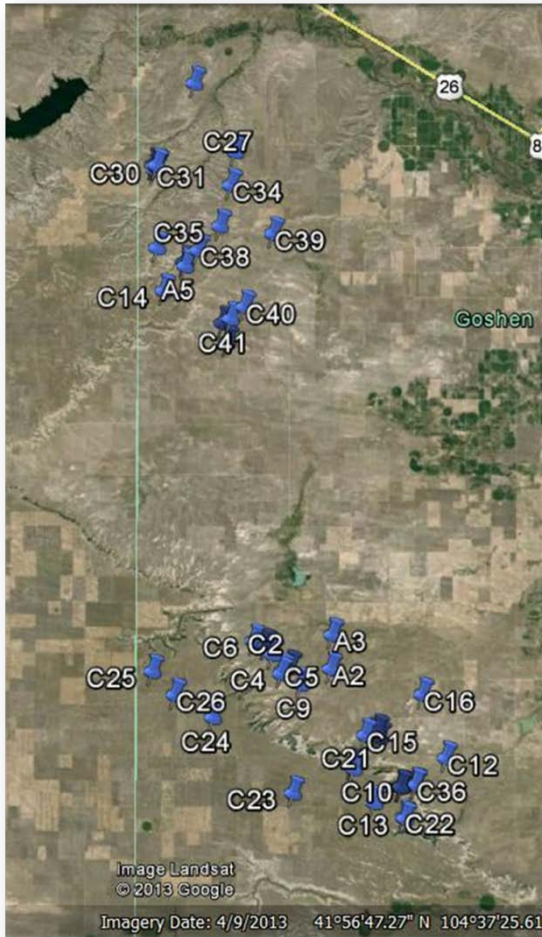 26
8
C27
C30
C31
C34
C35
C39
C38
C14
A5
C40
Goshen
C41
C6
C2
A3
C25
C4
C5
A2
C26
C9
C16
C24
C21
C15
C12
C23
C10
C36
C13
C22
Image Landsat
© 2013 Google
Imagery Date: 4/9/2013 41°56'47.27" N 104°37'25.61